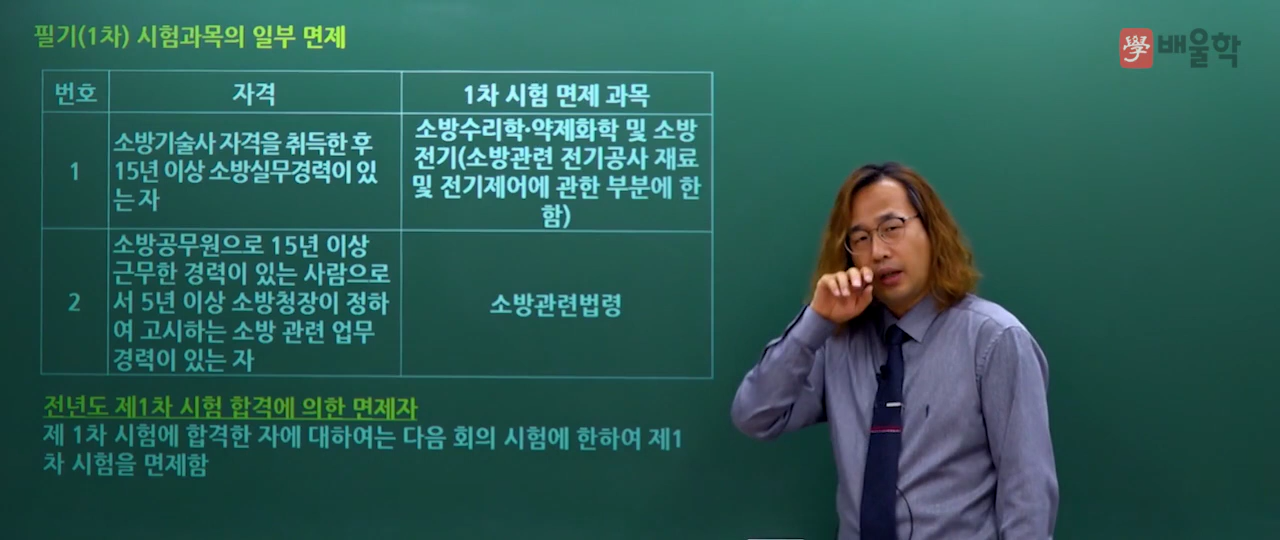 필기(1차) 시험과목의 일부 면제
學 배울학
번호
자격
1차 시험 면제 과목
1
소방기술사 자격을 취득한 후
15년 이상 소방실무경력이 있
는 자
소방수리학·약제화학 및 소방
전기(소방관련 전기공사 재료
및 전기제어에 관한 부분에 한
함)
2
소방공무원으로 15년 이상
근무한 경력이 있는 사람으로
서 5년 이상 소방청장이 정하
여 고시하는 소방 관련 업무
경력이 있는 자
소방관련법령
전년도 제1차 시험 합격에 의한 면제자
제 1차 시험에 합격한 자에 대하여는 다음 회의 시험에 한하여 제1
차 시험을 면제함